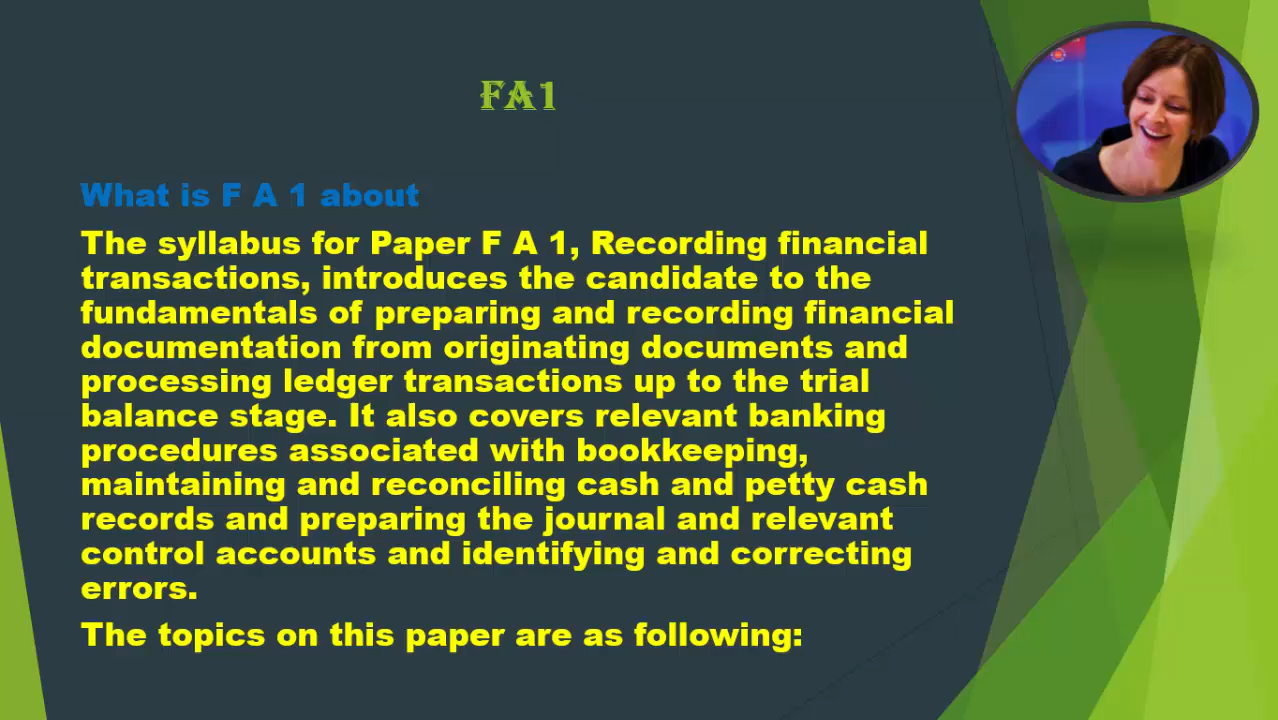 FA1
What is F A 1 about
The syllabus for Paper F A 1, Recording financial
transactions, introduces the candidate to the
fundamentals of preparing and recording financial
documentation from originating documents and
processing ledger transactions up to the trial
balance stage. It also covers relevant banking
procedures associated with bookkeeping,
maintaining and reconciling cash and petty cash
records and preparing the journal and relevant
control accounts and identifying and correcting
errors.
The topics on this paper are as following: